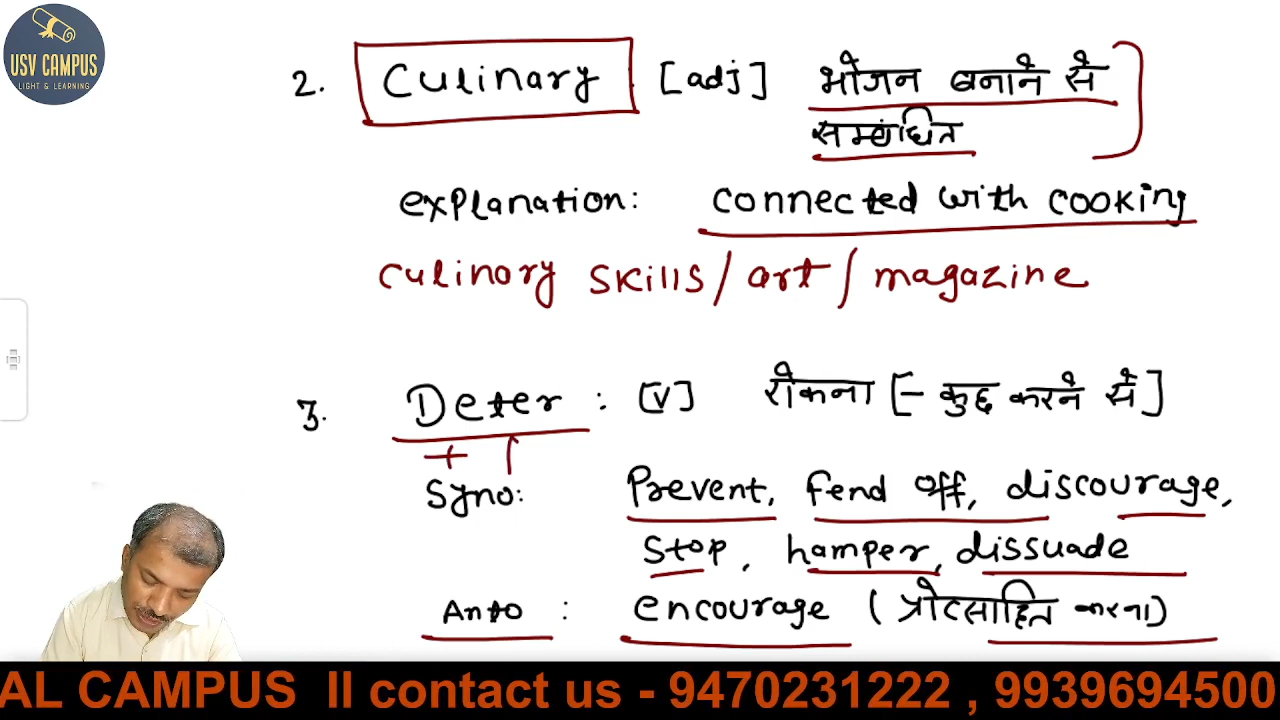 USV CAMPUS
LIGHT & LEARNING
2. Culinary [adj] भोजन बनाने से
सम्बंधित
explanation: connected with cooking
culinary skills / art / magazine
3. Deter : [v] रोकना [- कुछ करने से]
Syno: Prevent, fend off, discourage,
stop, hamper, dissuade
Anto : encourage (प्रोत्साहित करना)
AL CAMPUS II contact us - 9470231222 , 9939694500